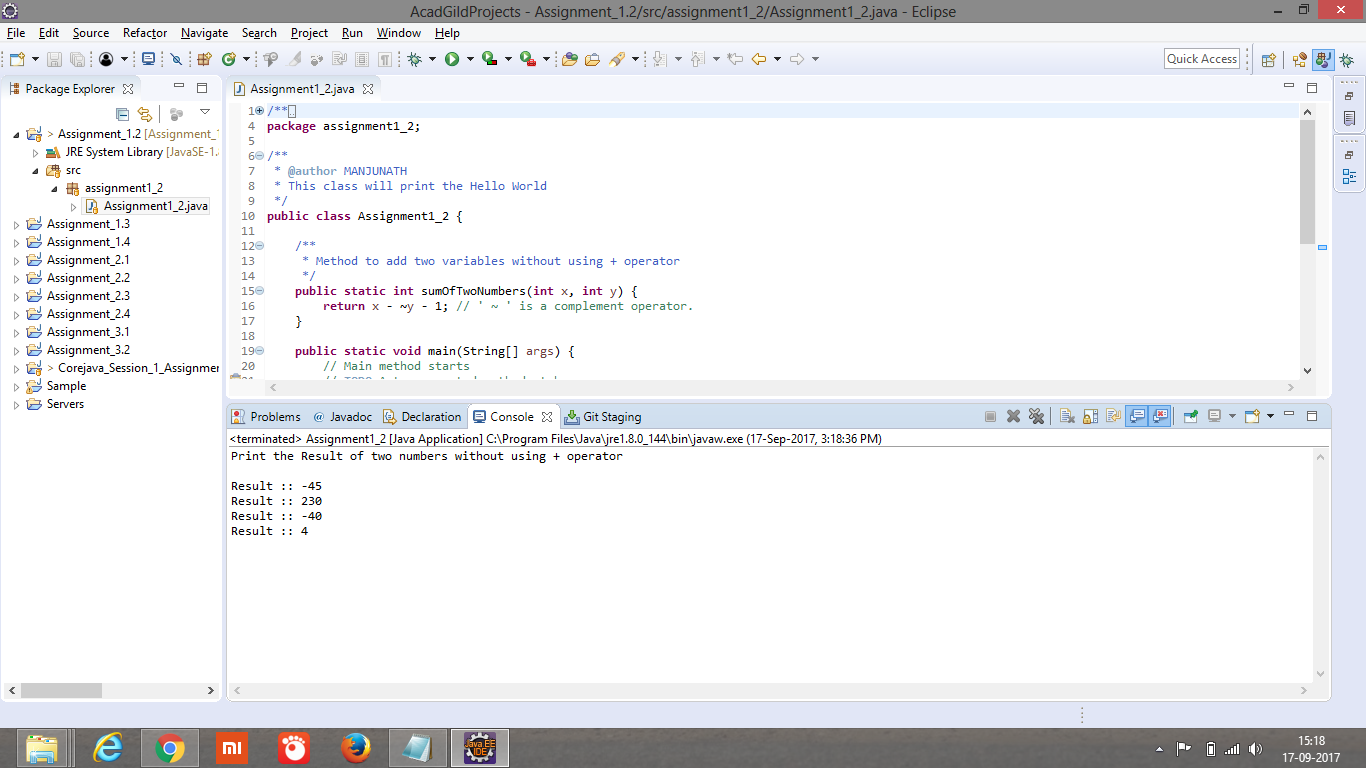 AcadGildProjects - Assignment_1.2/src/assignment1_2/Assignment1_2.java - Eclipse
File Edit Source Refactor Navigate Search Project Run Window Help
Quick Access
Package Explorer
> Assignment_1.2 [Assignment_1
JRE System Library [JavaSE-1.
src
assignment1_2
Assignment1_2.java
Assignment_1.3
Assignment_1.4
Assignment_2.1
Assignment_2.2
Assignment_2.3
Assignment_2.4
Assignment_3.1
Assignment_3.2
> Corejava_Session_1_Assignmer
Sample
Servers
Assignment1_2.java
1 /**
4 package assignment1_2;
5
6 /**
7 * @author MANJUNATH
8 * This class will print the Hello World
9 */
10 public class Assignment1_2 {
11
12 /**
13 * Method to add two variables without using + operator
14 */
15 public static int sumOfTwoNumbers(int x, int y) {
16 return x - ~y - 1; // ' ~ ' is a complement operator.
17 }
18
19 public static void main(String[] args) {
20 // Main method starts
Problems @ Javadoc Declaration Console Git Staging
<terminated> Assignment1_2 [Java Application] C:\Program Files\Java\jre1.8.0_144\bin\javaw.exe (17-Sep-2017, 3:18:36 PM)
Print the Result of two numbers without using + operator
Result :: -45
Result :: 230
Result :: -40
Result :: 4
mi
Java EE
IDE
15:18
17-09-2017